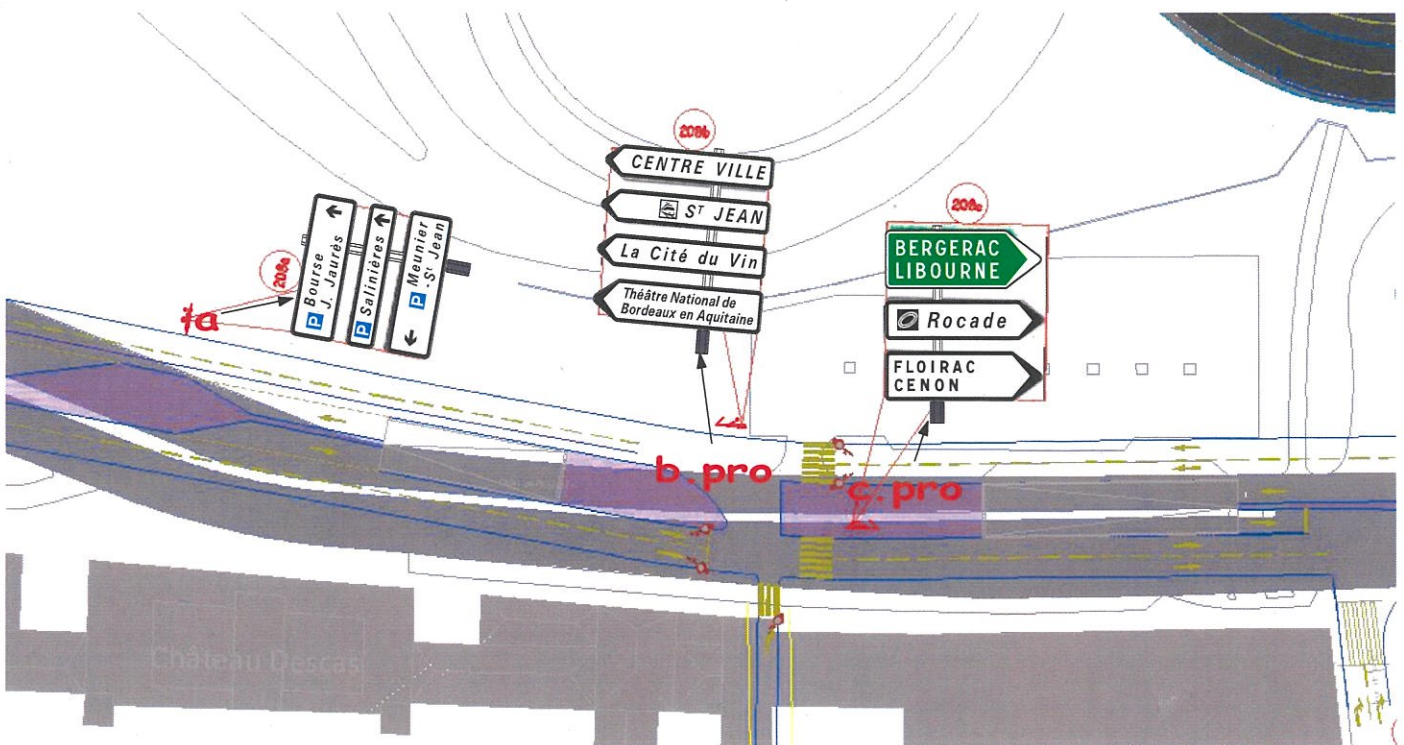 208b
CENTRE VILLE
Sᵀ JEAN
La Cité du Vin
Théâtre National de
Bordeaux en Aquitaine
208a
P Bourse
J. Jaurès
P Salinières
P Meunier
-Sᵗ Jean
208c
BERGERAC
LIBOURNE
Rocade
FLOIRAC
CENON
a
b.pro
c.pro
Château Descas